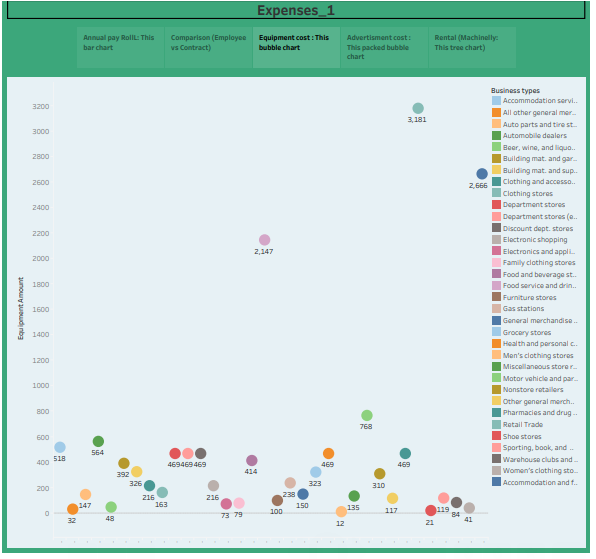 Expenses_1
Annual pay RollL: This
bar chart
Comparison (Employee
vs Contract)
Equipment cost : This
bubble chart
Advertisment cost :
This packed bubble
chart
Rental (Machinelly:
This tree chart)
Business types
Accommodation servi..
All other general mer..
Auto parts and tire st..
Automobile dealers
Beer, wine, and liquo..
Building mat. and gar..
Building mat. and sup..
Clothing and accesso..
Clothing stores
Department stores
Department stores (e..
Discount dept. stores
Electronic shopping
Electronics and appli..
Family clothing stores
Food and beverage st..
Food service and drin..
Furniture stores
Gas stations
General merchandise ..
Grocery stores
Health and personal c..
Men's clothing stores
Miscellaneous store r..
Motor vehicle and par..
Nonstore retailers
Other general merch..
Pharmacies and drug ..
Retail Trade
Shoe stores
Sporting, book, and ..
Warehouse clubs and ..
Women's clothing sto..
Accommodation and f..
Equipment Amount
3200
3000
2800
2600
2400
2200
2000
1800
1600
1400
1200
1000
800
600
400
200
0
518
32
147
564
48
392
326
216
163
469
469
469
216
73
79
414
2,147
100
238
150
323
469
12
135
768
310
117
469
3,181
21
119
84
41
2,666